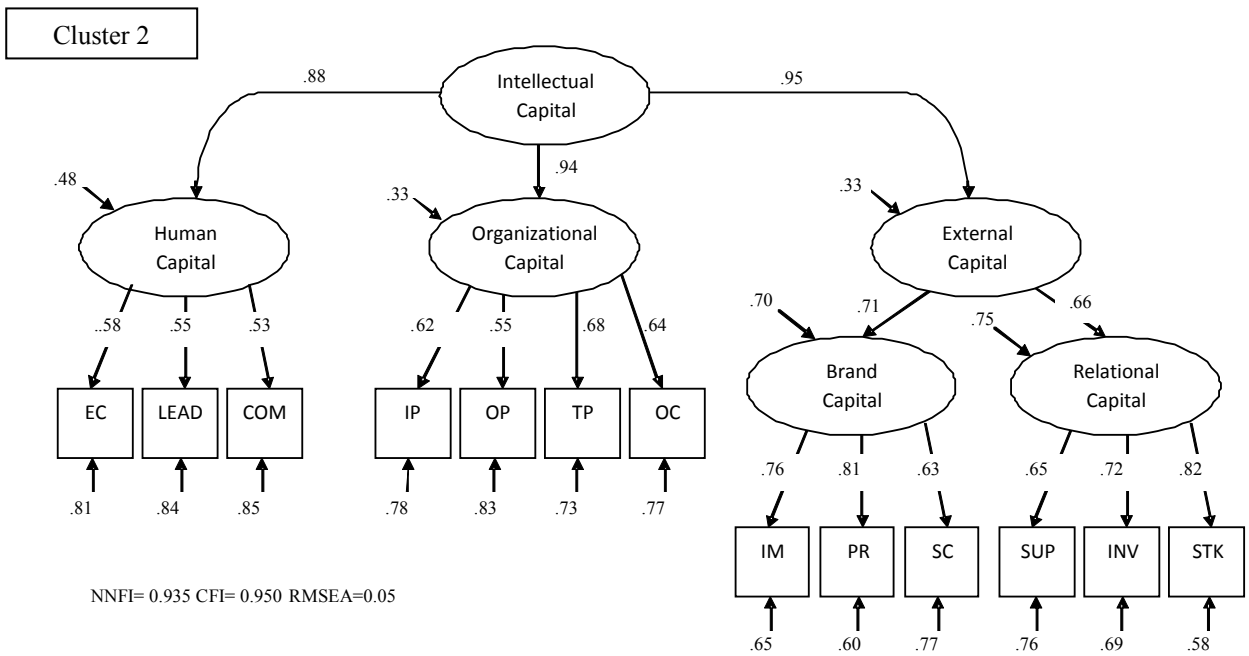 Cluster 2
Intellectual
Capital
.88
.95
.94
.48
.33
.33
Human
Capital
Organizational
Capital
External
Capital
..58
.55
.53
.62
.55
.68
.64
.70
.71
.75
.66
Brand
Capital
Relational
Capital
EC
LEAD
COM
IP
OP
TP
OC
.81
.84
.85
.78
.83
.73
.77
.76
.81
.63
.65
.72
.82
IM
PR
SC
SUP
INV
STK
.65
.60
.77
.76
.69
.58
NNFI= 0.935 CFI= 0.950 RMSEA=0.05